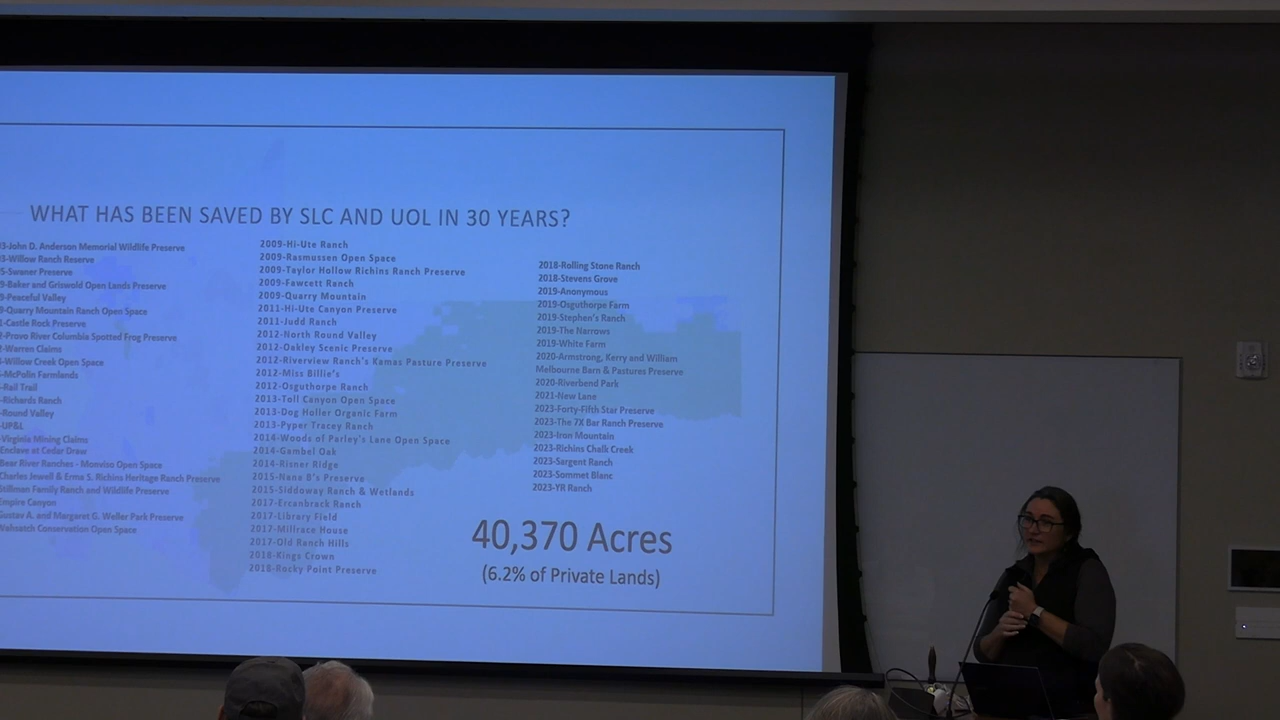 WHAT HAS BEEN SAVED BY SLC AND UOL IN 30 YEARS?
3-John D. Anderson Memorial Wildlife Preserve
3-Willow Ranch Reserve
5-Swaner Preserve
9-Baker and Griswold Open Lands Preserve
9-Peaceful Valley
9-Quarry Mountain Ranch Open Space
-Castle Rock Preserve
-Provo River Columbia Spotted Frog Preserve
-Warren Claims
-Willow Creek Open Space
-McPolin Farmlands
-Rail Trail
-Richards Ranch
-Round Valley
-UP&L
-Virginia Mining Claims
Enclave at Cedar Draw
Bear River Ranches - Monviso Open Space
Charles Jewell & Erma S. Richins Heritage Ranch Preserve
Stillman Family Ranch and Wildlife Preserve
Empire Canyon
Gustav A. and Margaret G. Weller Park Preserve
Wahsatch Conservation Open Space
2009-Hi-Ute Ranch
2009-Rasmussen Open Space
2009-Taylor Hollow Richins Ranch Preserve
2009-Fawcett Ranch
2009-Quarry Mountain
2011-Hi-Ute Canyon Preserve
2011-Judd Ranch
2012-North Round Valley
2012-Oakley Scenic Preserve
2012-Riverview Ranch's Kamas Pasture Preserve
2012-Miss Billie's
2012-Osguthorpe Ranch
2013-Toll Canyon Open Space
2013-Dog Holler Organic Farm
2013-Pyper Tracey Ranch
2014-Woods of Parley's Lane Open Space
2014-Gambel Oak
2014-Risner Ridge
2015-Nane B's Preserve
2015-Siddoway Ranch & Wetlands
2017-Ercanbrack Ranch
2017-Library Field
2017-Millrace House
2017-Old Ranch Hills
2018-Kings Crown
2018-Rocky Point Preserve
2018-Rolling Stone Ranch
2018-Stevens Grove
2019-Anonymous
2019-Osguthorpe Farm
2019-Stephen's Ranch
2019-The Narrows
2019-White Farm
2020-Armstrong, Kerry and William
Melbourne Barn & Pastures Preserve
2020-Riverbend Park
2021-New Lane
2023-Forty-Fifth Star Preserve
2023-The 7X Bar Ranch Preserve
2023-Iron Mountain
2023-Richins Chalk Creek
2023-Sargent Ranch
2023-Sommet Blanc
2023-YR Ranch
40,370 Acres
(6.2% of Private Lands)